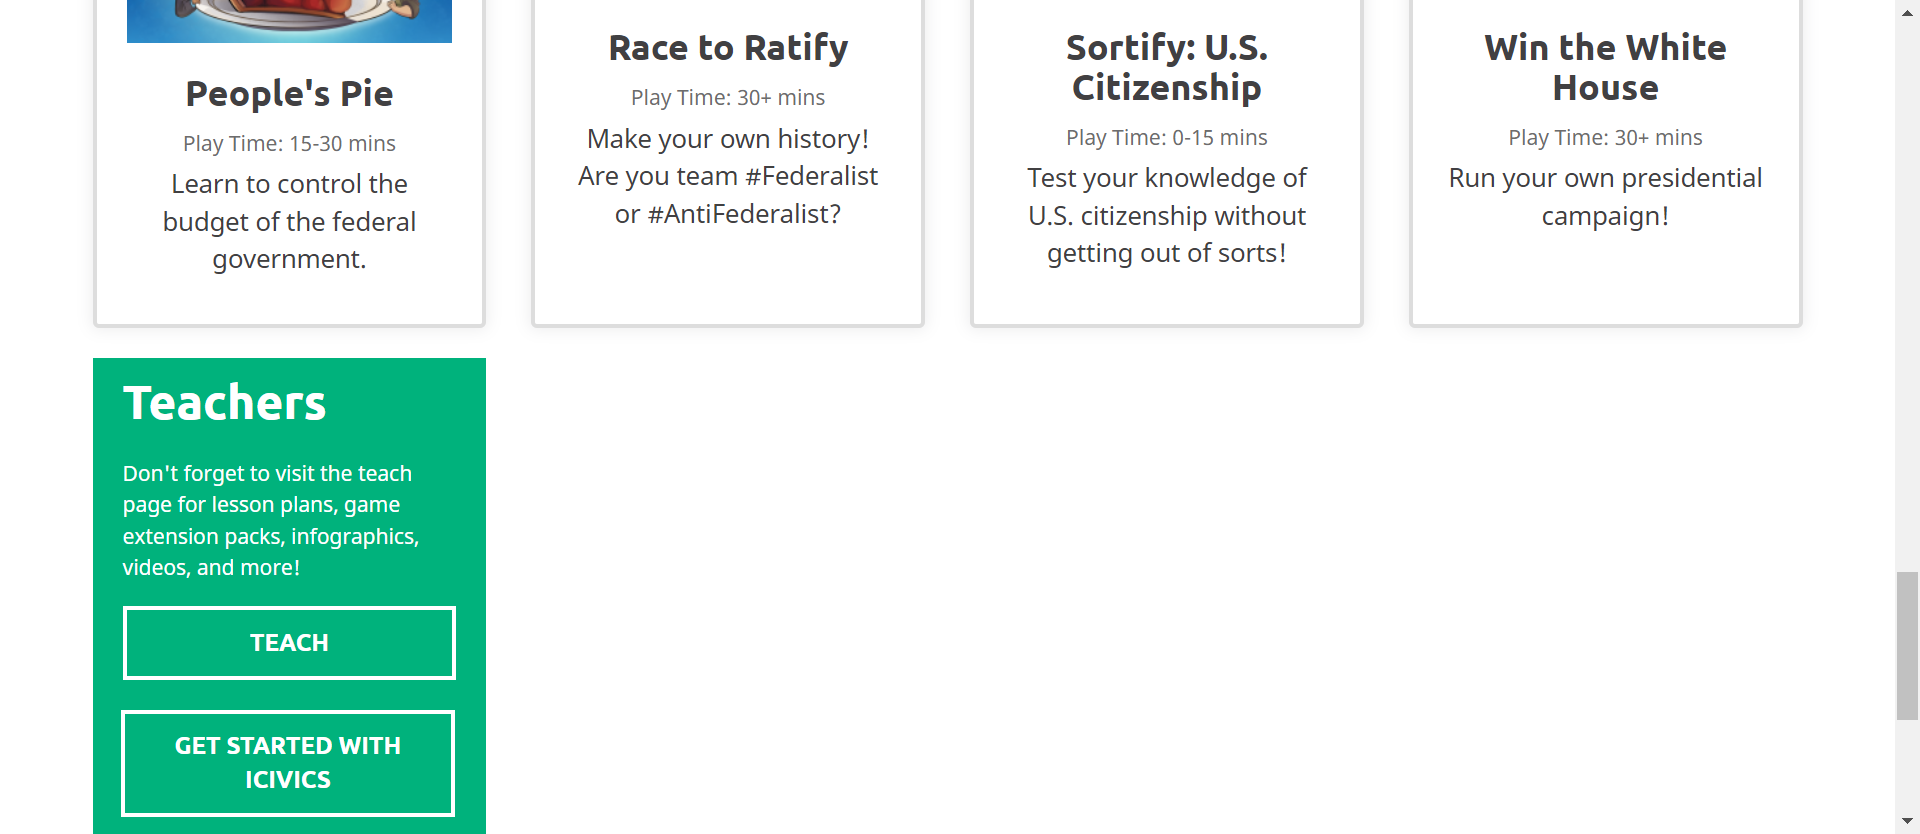 People's Pie
Play Time: 15-30 mins
Learn to control the
budget of the federal
government.
Race to Ratify
Play Time: 30+ mins
Make your own history!
Are you team #Federalist
or #AntiFederalist?
Sortify: U.S.
Citizenship
Play Time: 0-15 mins
Test your knowledge of
U.S. citizenship without
getting out of sorts!
Win the White
House
Play Time: 30+ mins
Run your own presidential
campaign!
Teachers
Don't forget to visit the teach
page for lesson plans, game
extension packs, infographics,
videos, and more!
TEACH
GET STARTED WITH
ICIVICS